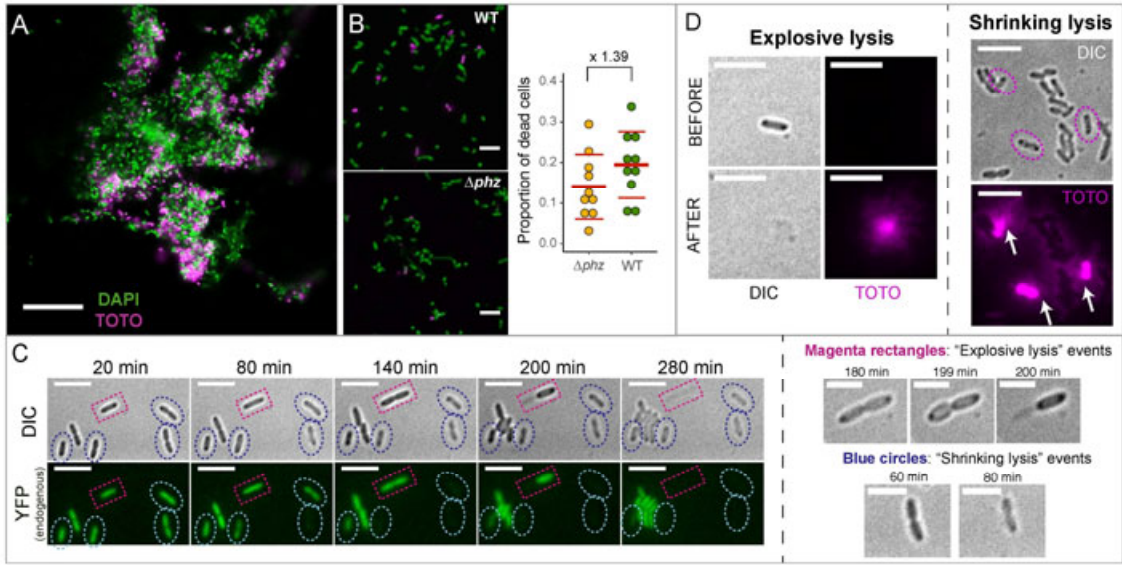 A
DAPI
TOTO
B
WT
Δphz
x 1.39
Proportion of dead cells
0.4
0.3
0.2
0.1
0.0
Δphz
WT
D
Explosive lysis
BEFORE
AFTER
DIC
TOTO
Shrinking lysis
DIC
TOTO
C
20 min
80 min
140 min
200 min
280 min
DIC
YFP
(endogenous)
Magenta rectangles: "Explosive lysis" events
180 min
199 min
200 min
Blue circles: "Shrinking lysis" events
60 min
80 min